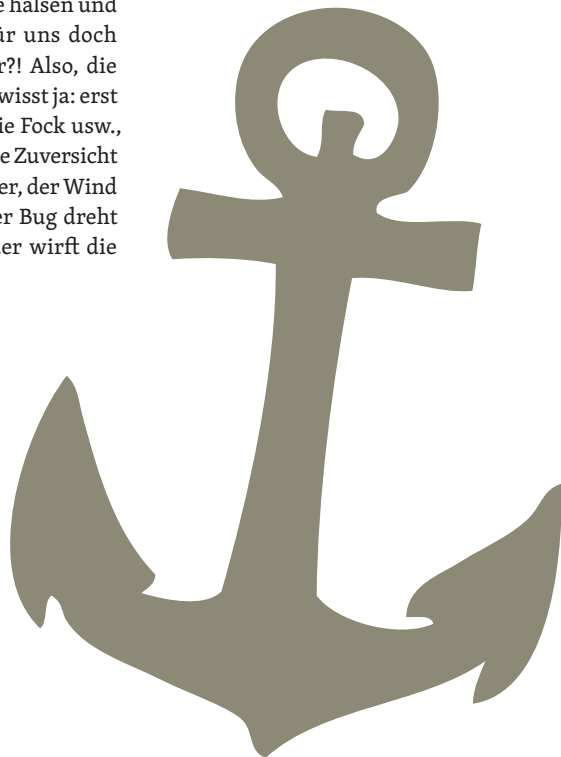 e halsen und
ür uns doch
r?! Also, die
wisst ja: erst
ie Fock usw.,
e Zuversicht
er, der Wind
er Bug dreht
er wirft die